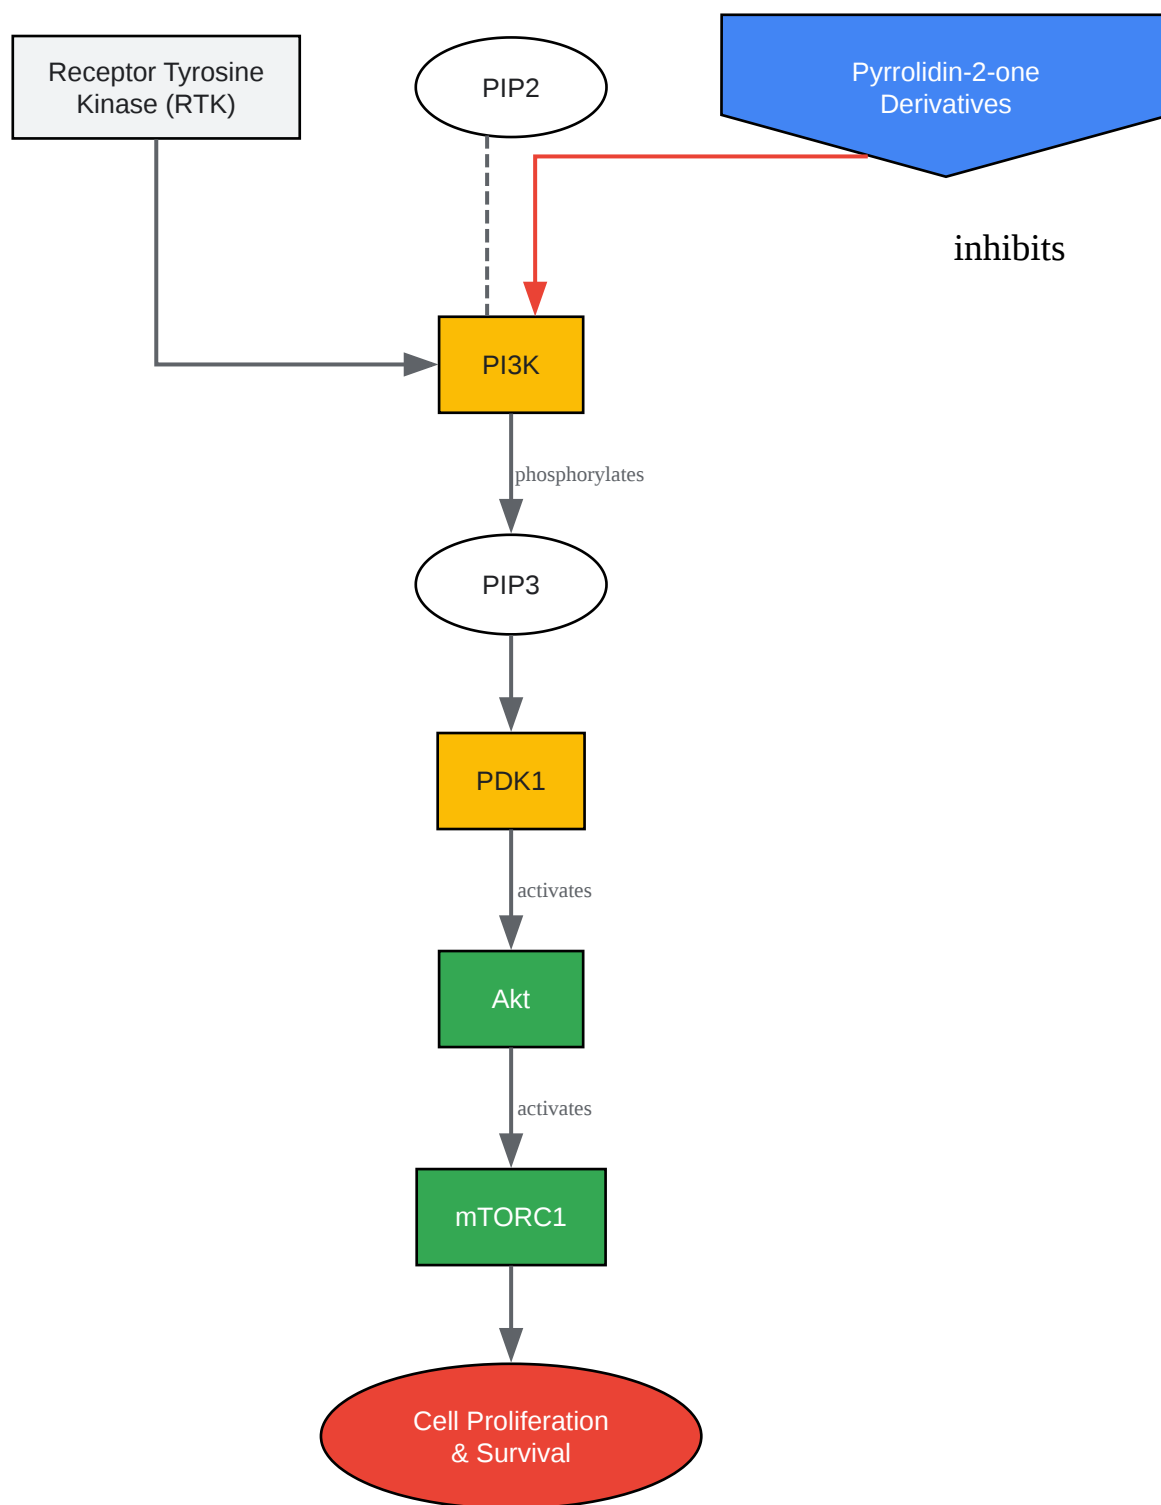 Receptor Tyrosine
Kinase (RTK)
PIP2
Pyrrolidin-2-one
Derivatives
inhibits
PI3K
phosphorylates
PIP3
PDK1
activates
Akt
activates
mTORC1
Cell Proliferation
& Survival